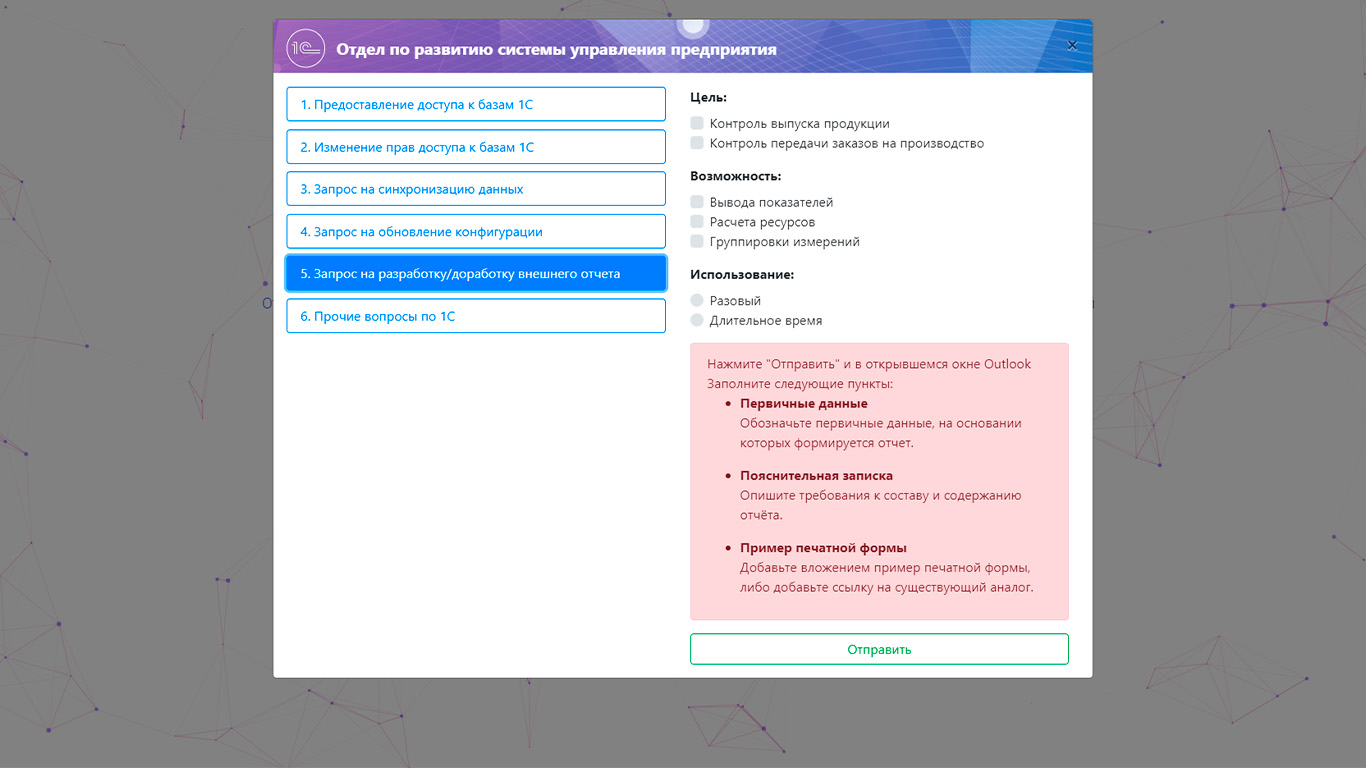 1С
Отдел по развитию системы управления предприятия
×
1. Предоставление доступа к базам 1С
2. Изменение прав доступа к базам 1С
3. Запрос на синхронизацию данных
4. Запрос на обновление конфигурации
5. Запрос на разработку/доработку внешнего отчета
6. Прочие вопросы по 1С
Цель:
Контроль выпуска продукции
Контроль передачи заказов на производство
Возможность:
Вывода показателей
Расчета ресурсов
Группировки измерений
Использование:
Разовый
Длительное время
Нажмите "Отправить" и в открывшемся окне Outlook
Заполните следующие пункты:
• Первичные данные
Обозначьте первичные данные, на основании
которых формируется отчет.
• Пояснительная записка
Опишите требования к составу и содержанию
отчёта.
• Пример печатной формы
Добавьте вложением пример печатной формы,
либо добавьте ссылку на существующий аналог.
Отправить